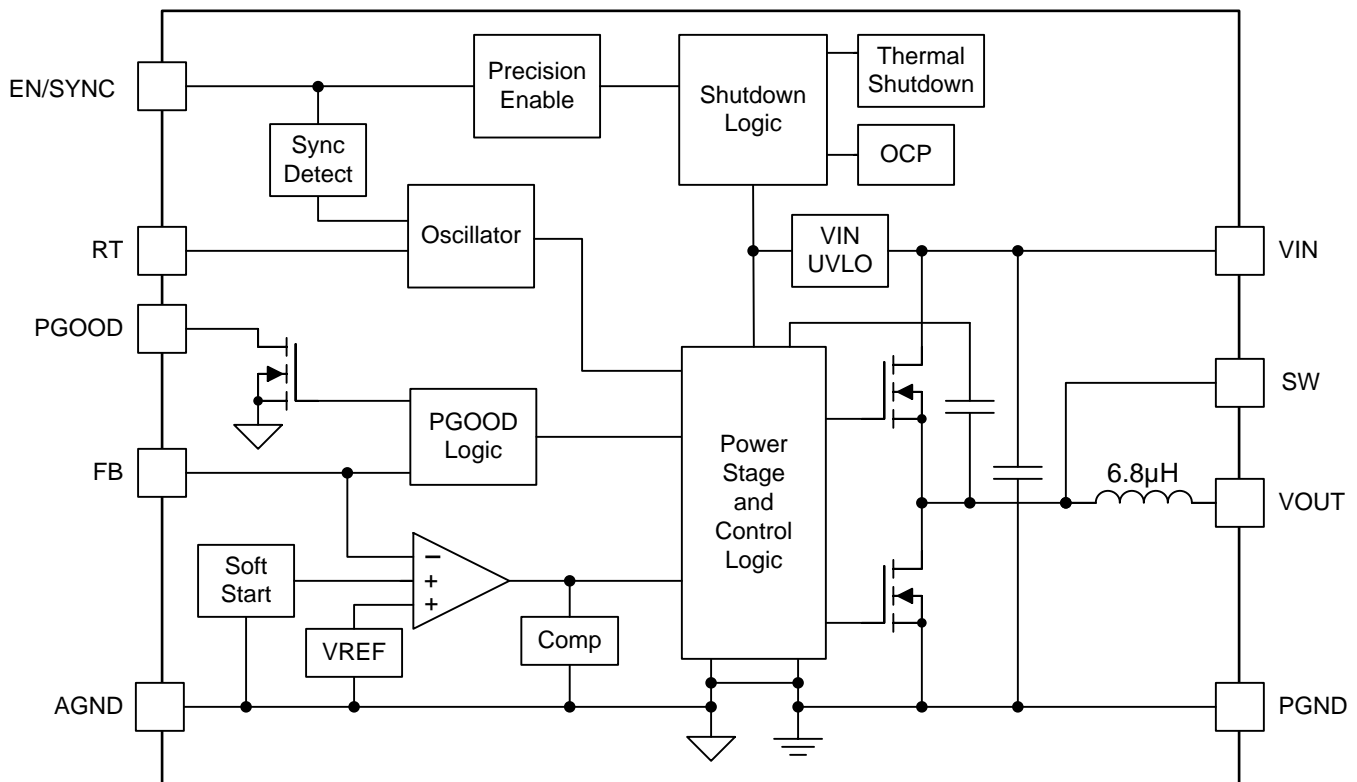 EN/SYNC
Precision
Enable
Shutdown
Logic
Thermal
Shutdown
OCP
Sync
Detect
RT
Oscillator
VIN
UVLO
VIN
PGOOD
SW
PGOOD
Logic
FB
Power
Stage
and
Control
Logic
6.8µH
VOUT
Soft
Start
−
+
+
VREF
Comp
AGND
PGND